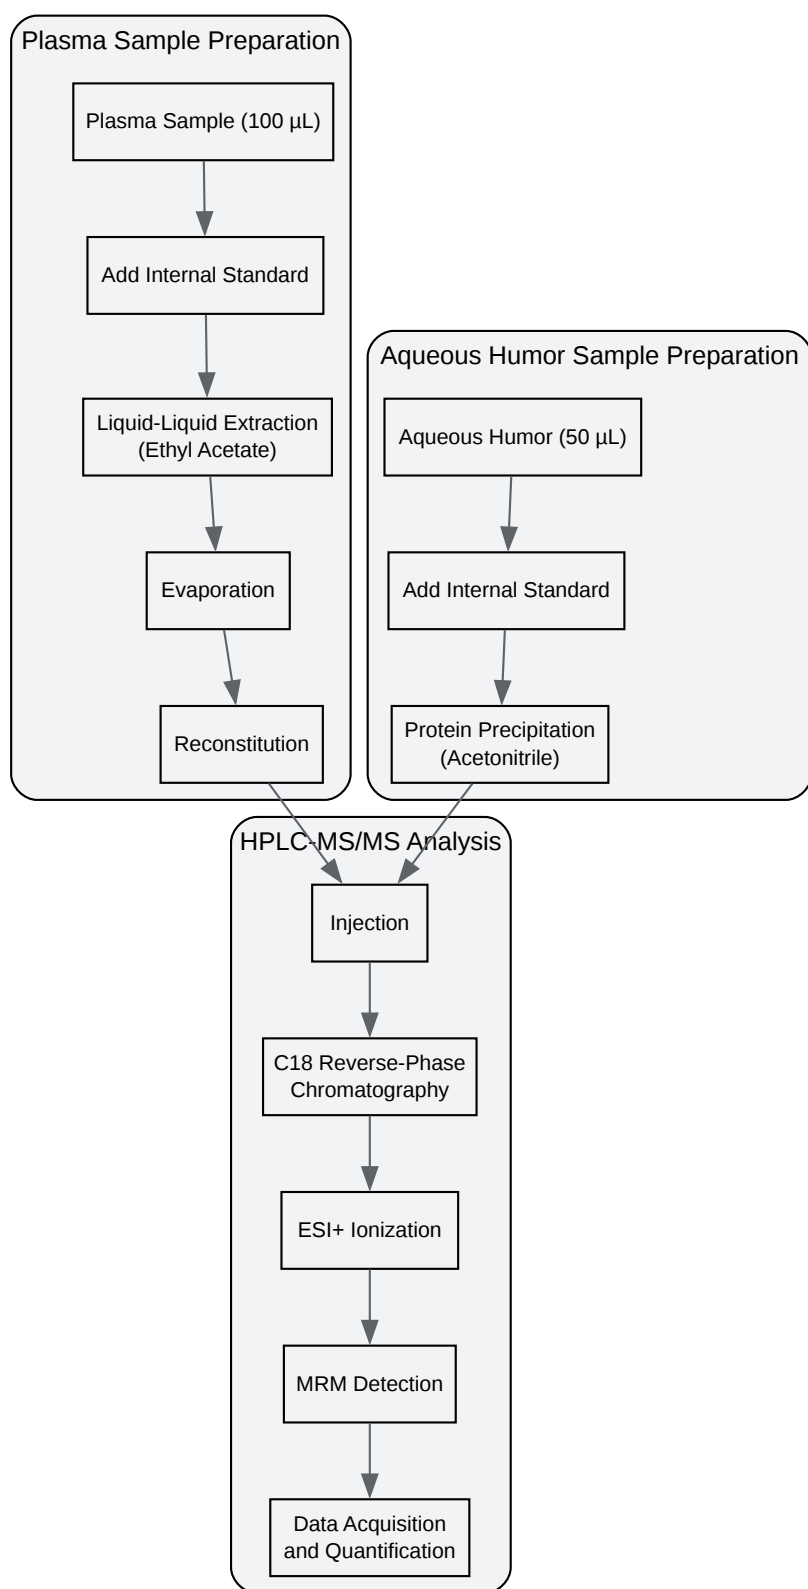 Plasma Sample Preparation
Plasma Sample (100 µL)
Add Internal Standard
Liquid-Liquid Extraction
(Ethyl Acetate)
Evaporation
Reconstitution
Aqueous Humor Sample Preparation
Aqueous Humor (50 µL)
Add Internal Standard
Protein Precipitation
(Acetonitrile)
HPLC-MS/MS Analysis
Injection
C18 Reverse-Phase
Chromatography
ESI+ Ionization
MRM Detection
Data Acquisition
and Quantification